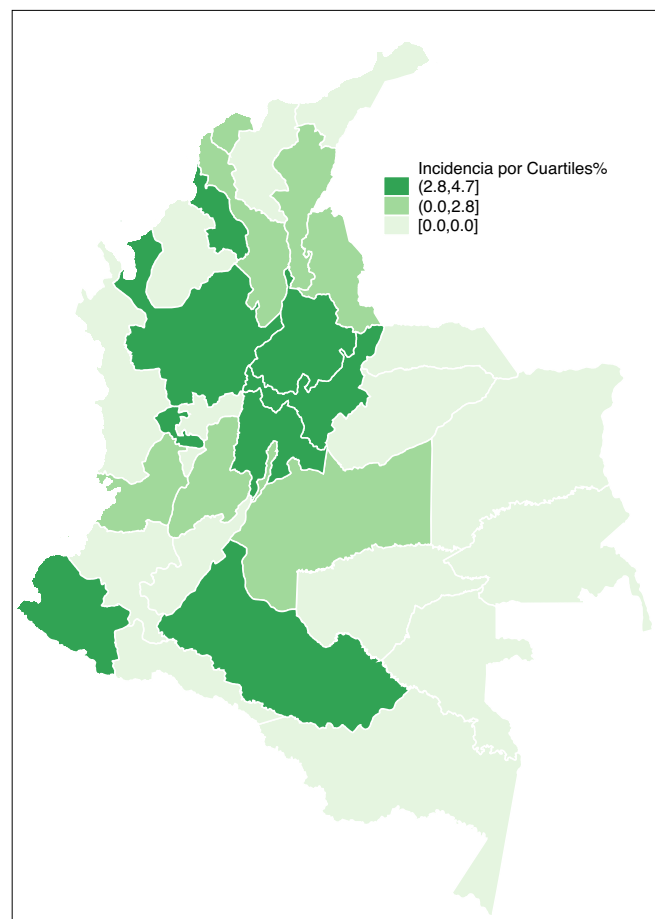 Incidencia por Cuartiles%
(2.8,4.7]
(0.0,2.8]
[0.0,0.0]